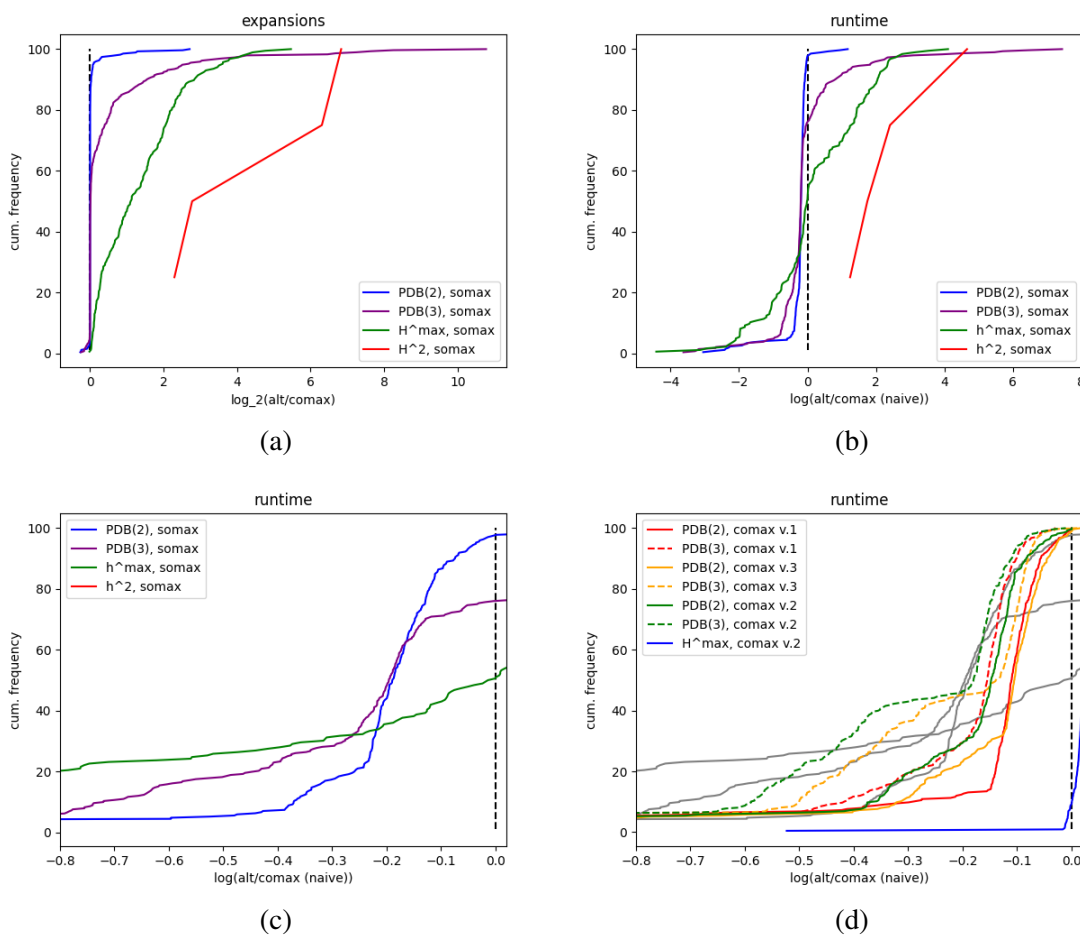 expansions
100
80
60
40
20
0
cum. frequency
PDB(2), somax
PDB(3), somax
H^max, somax
H^2, somax
0 2 4 6 8 10
log_2(alt/comax)
(a)
runtime
100
80
60
40
20
0
cum. frequency
PDB(2), somax
PDB(3), somax
h^max, somax
h^2, somax
−4 −2 0 2 4 6 8
log(alt/comax (naive))
(b)
runtime
100
80
60
40
20
0
cum. frequency
PDB(2), somax
PDB(3), somax
h^max, somax
h^2, somax
−0.8 −0.7 −0.6 −0.5 −0.4 −0.3 −0.2 −0.1 0.0
log(alt/comax (naive))
(c)
runtime
100
80
60
40
20
0
cum. frequency
PDB(2), comax v.1
PDB(3), comax v.1
PDB(2), comax v.3
PDB(3), comax v.3
PDB(2), comax v.2
PDB(3), comax v.2
H^max, comax v.2
−0.8 −0.7 −0.6 −0.5 −0.4 −0.3 −0.2 −0.1 0.0
log(alt/comax (naive))
(d)